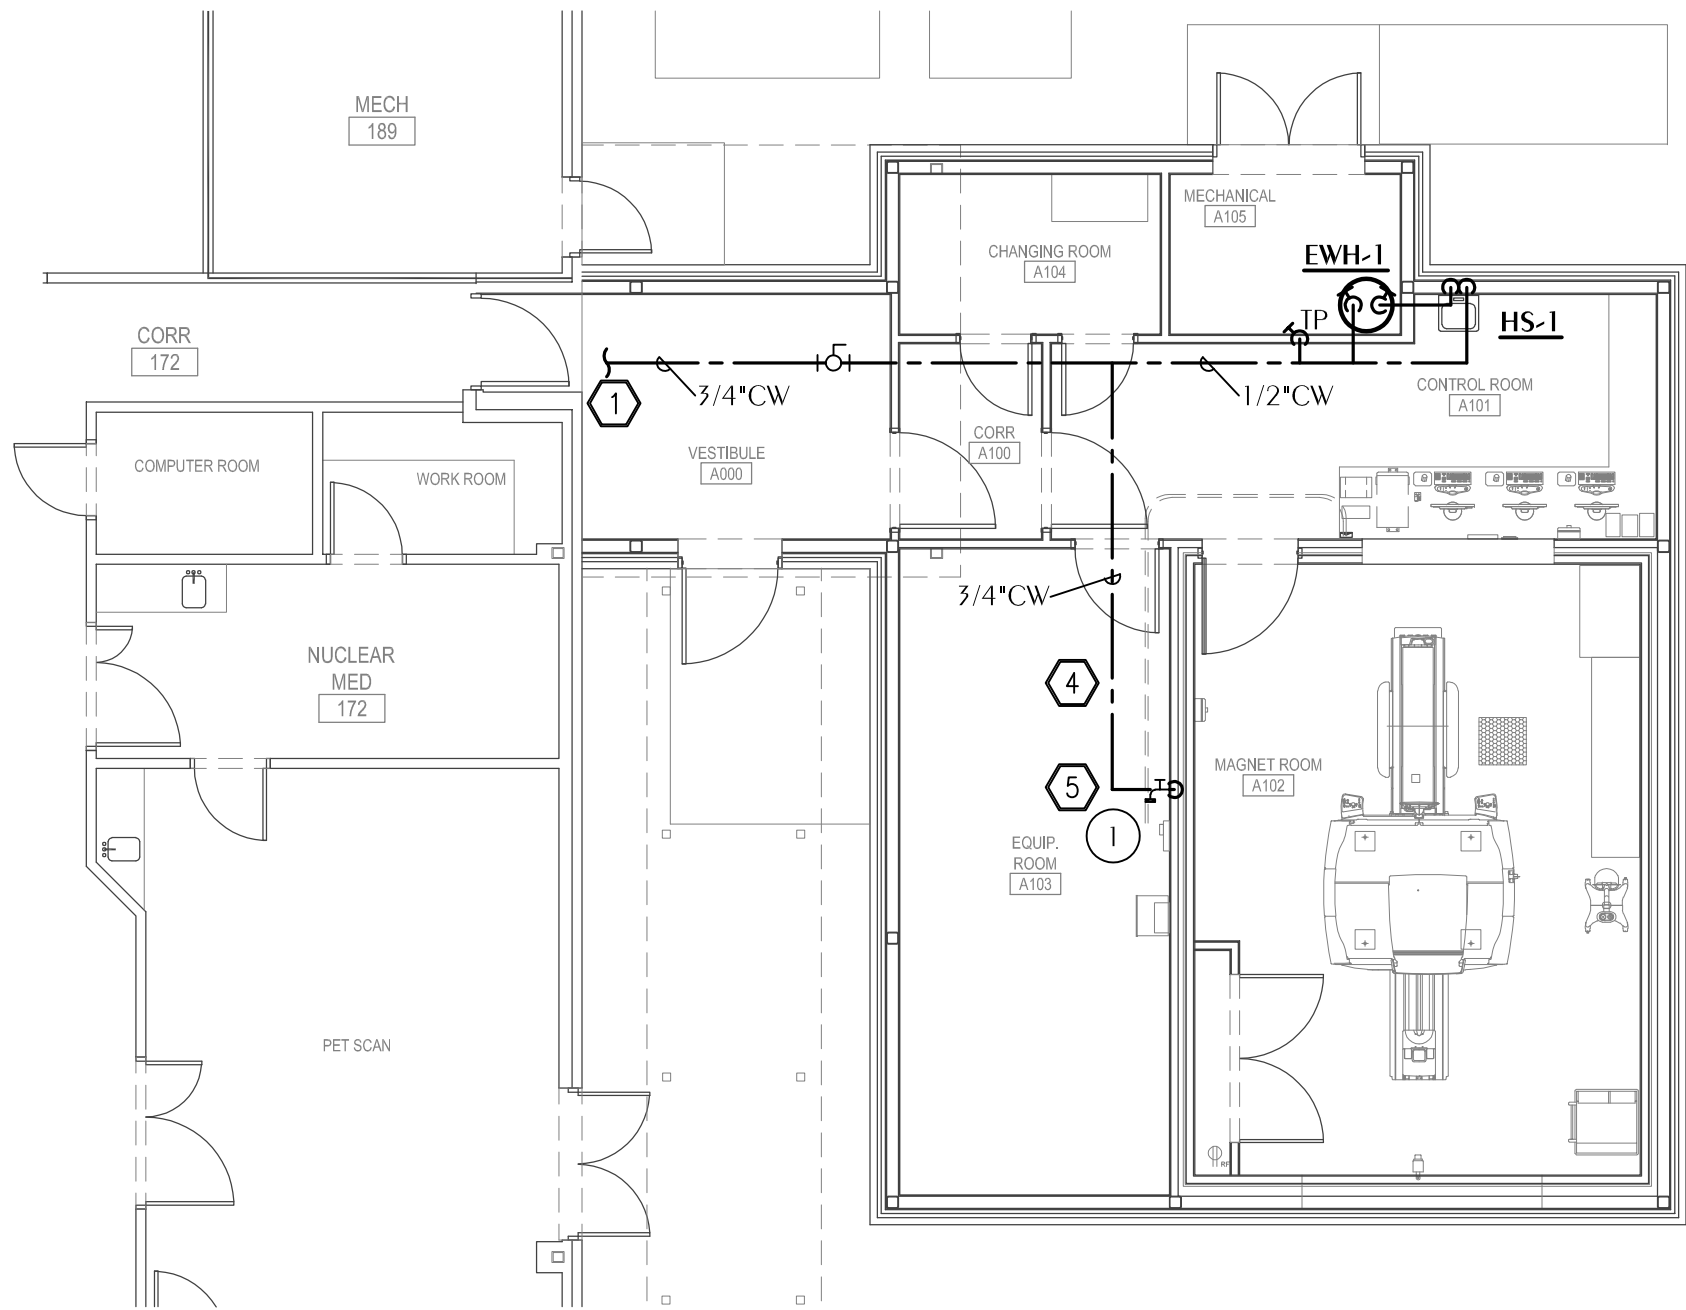 MECH
189
MECHANICAL
A105
CHANGING ROOM
A104
EWH-1
TP
HS-1
CORR
172
1
3/4"CW
1/2"CW
CONTROL ROOM
A101
CORR
A100
VESTIBULE
A000
COMPUTER ROOM
WORK ROOM
3/4"CW
NUCLEAR
MED
172
4
5
MAGNET ROOM
A102
1
EQUIP.
ROOM
A103
PET SCAN
RF